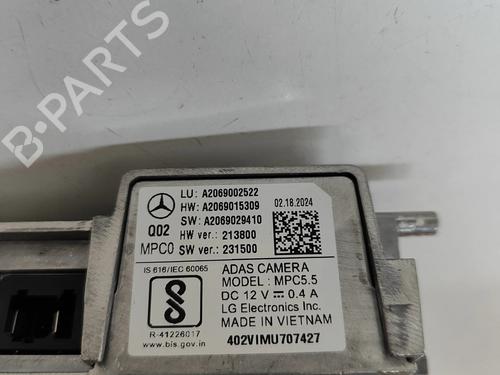 LU: A2069002522
HW: A2069015309
02.18.2024
SW: A2069029410
Q02
HW ver.: 213800
MPC0
SW ver.: 231500
IS 616/IEC 60065
ADAS CAMERA
MODEL: MPC5.5
DC 12 V ⎓ 0.4 A
LG Electronics Inc.
R-41226017
MADE IN VIETNAM
www.bis.gov.in
402VIMU707427
B-PARTS